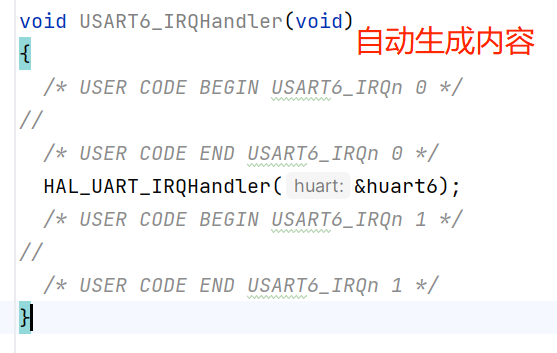 void USART6_IRQHandler(void)
自动生成内容
{
/* USER CODE BEGIN USART6_IRQn 0 */
//
/* USER CODE END USART6_IRQn 0 */
HAL_UART_IRQHandler( huart: &huart6);
/* USER CODE BEGIN USART6_IRQn 1 */
//
/* USER CODE END USART6_IRQn 1 */
}